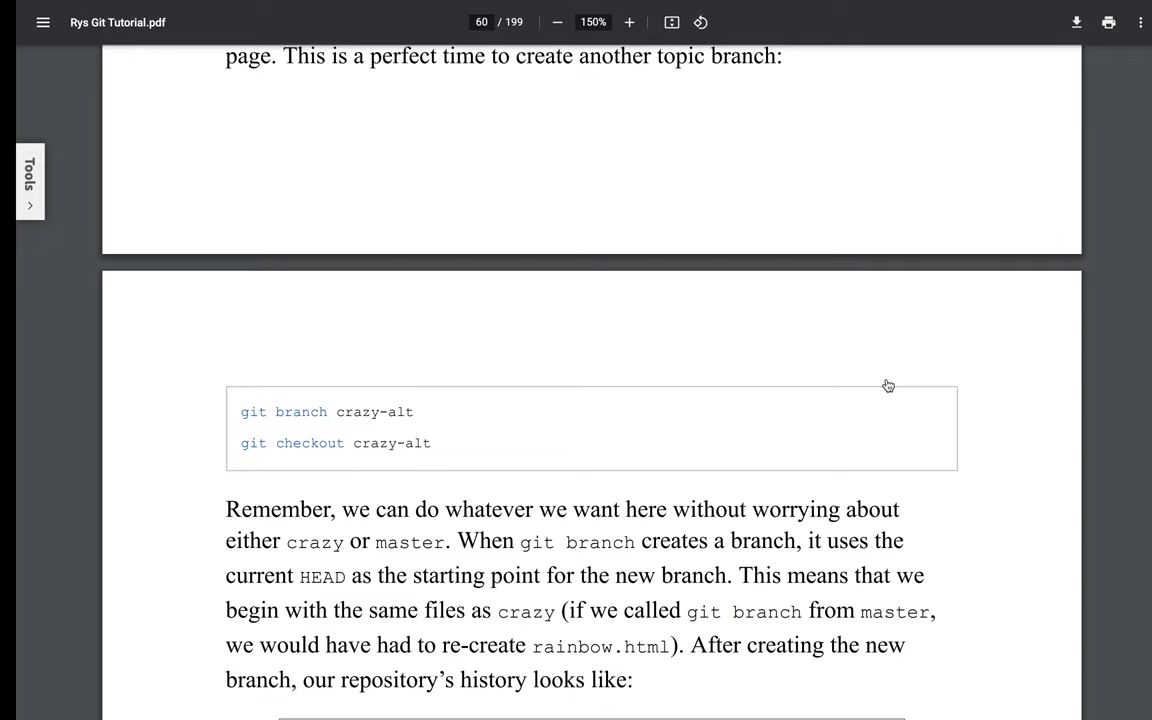 Rys Git Tutorial.pdf
60 / 199
150%
page. This is a perfect time to create another topic branch:
Tools
git branch crazy-alt
git checkout crazy-alt
Remember, we can do whatever we want here without worrying about
either crazy or master. When git branch creates a branch, it uses the
current HEAD as the starting point for the new branch. This means that we
begin with the same files as crazy (if we called git branch from master,
we would have had to re-create rainbow.html). After creating the new
branch, our repository’s history looks like: